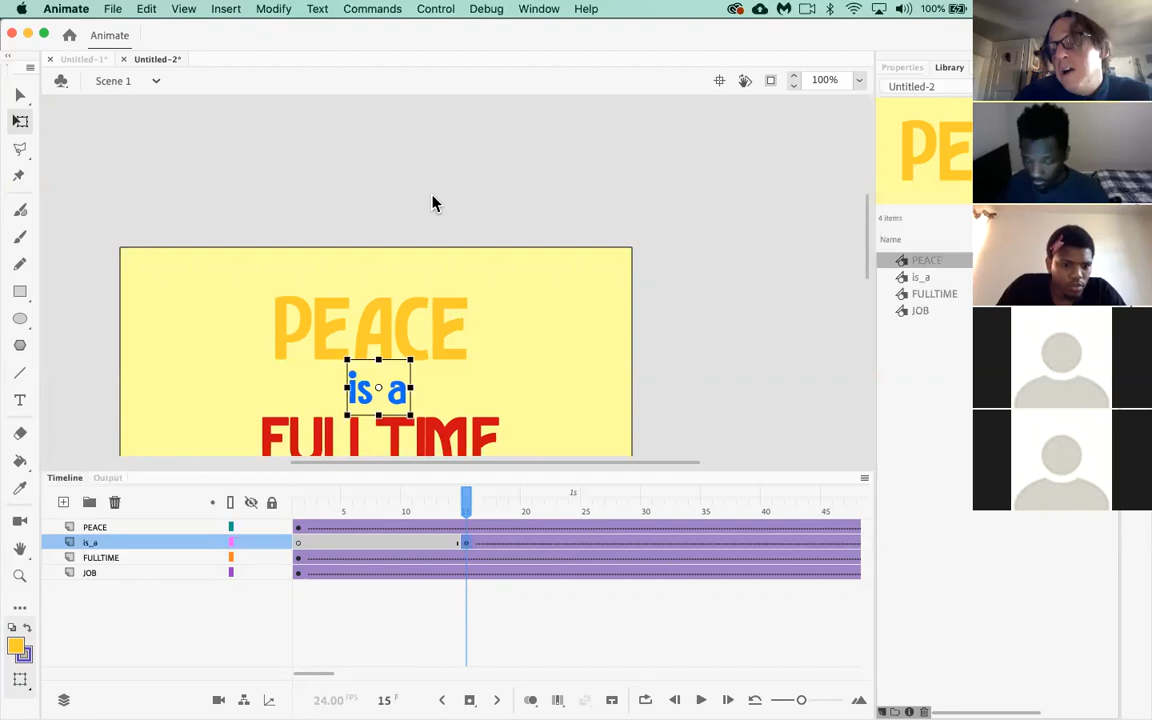 Animate File Edit View Insert Modify Text Commands Control Debug Window Help 100%
Animate
Untitled-1* Untitled-2* Properties Library
Scene 1 100% Untitled-2
PE
PEACE
is a
FULLTIME
4 items
Name
PEACE
is_a
FULLTIME
JOB
Timeline Output
1s
5 10 15 20 25 30 35 40 45
PEACE
is_a
FULLTIME
JOB
24.00 FPS 15 F